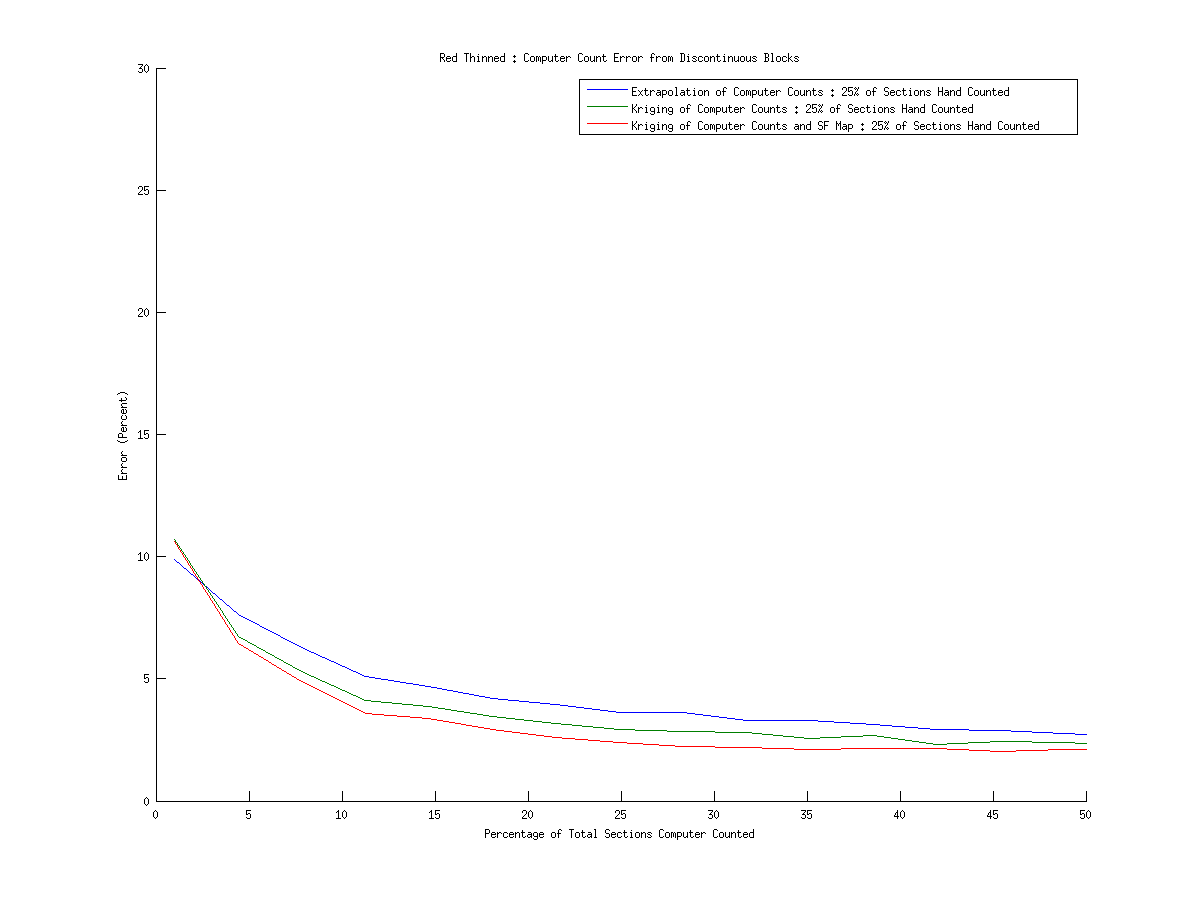 Red Thinned : Computer Count Error from Discontinuous Blocks
30
Extrapolation of Computer Counts : 25% of Sections Hand Counted
Kriging of Computer Counts : 25% of Sections Hand Counted
Kriging of Computer Counts and SF Map : 25% of Sections Hand Counted
25
20
15
Error (Percent)
10
5
0
0 5 10 15 20 25 30 35 40 45 50
Percentage of Total Sections Computer Counted